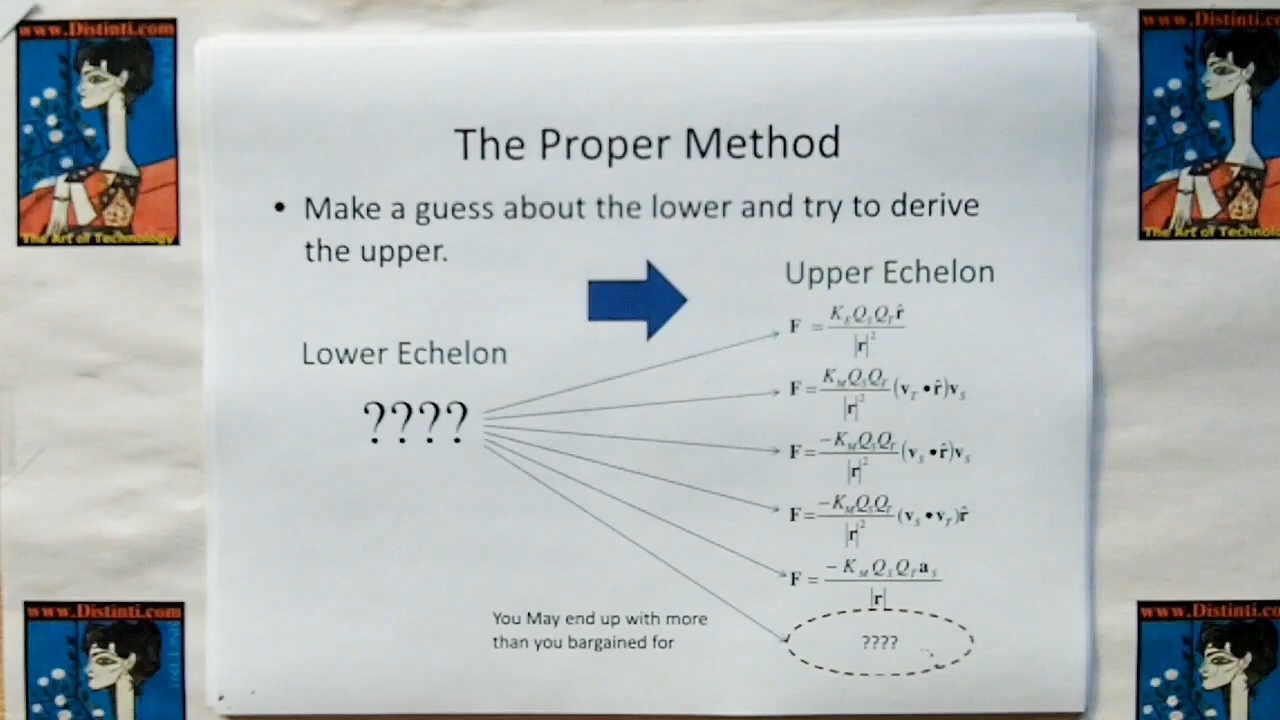 www.Distinti.com
www.Distinti.com
The Proper Method
• Make a guess about the lower and try to derive
the upper.
The Art of Technology
The Art of Technolo
Upper Echelon
F = K_E Q_S Q_T r̂ / |r|²
Lower Echelon
F = K_M Q_S Q_T / |r|² (v_T • r̂) v_S
????
F = -K_M Q_S Q_T / |r|² (v_S • r̂) v_S
F = -K_M Q_S Q_T / |r|² (v_S • v_T) r̂
F = -K_M Q_S Q_T a_S / |r|
You May end up with more
than you bargained for
????
www.Distinti.com
www.Distinti.co